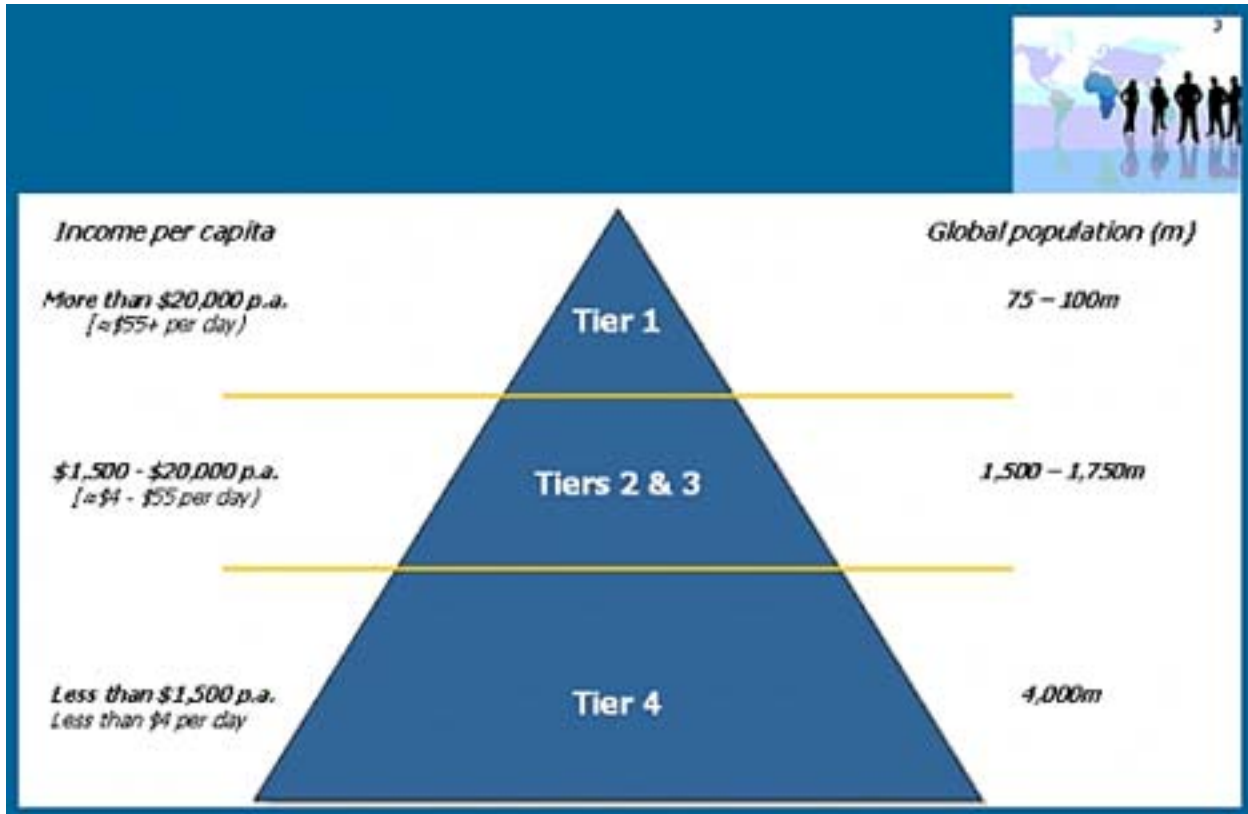 3
Income per capita
Global population (m)
More than $20,000 p.a.
(≈$55+ per day)
75 – 100m
Tier 1
$1,500 - $20,000 p.a.
(≈$4 - $55 per day)
1,500 – 1,750m
Tiers 2 & 3
Less than $1,500 p.a.
Less than $4 per day
4,000m
Tier 4